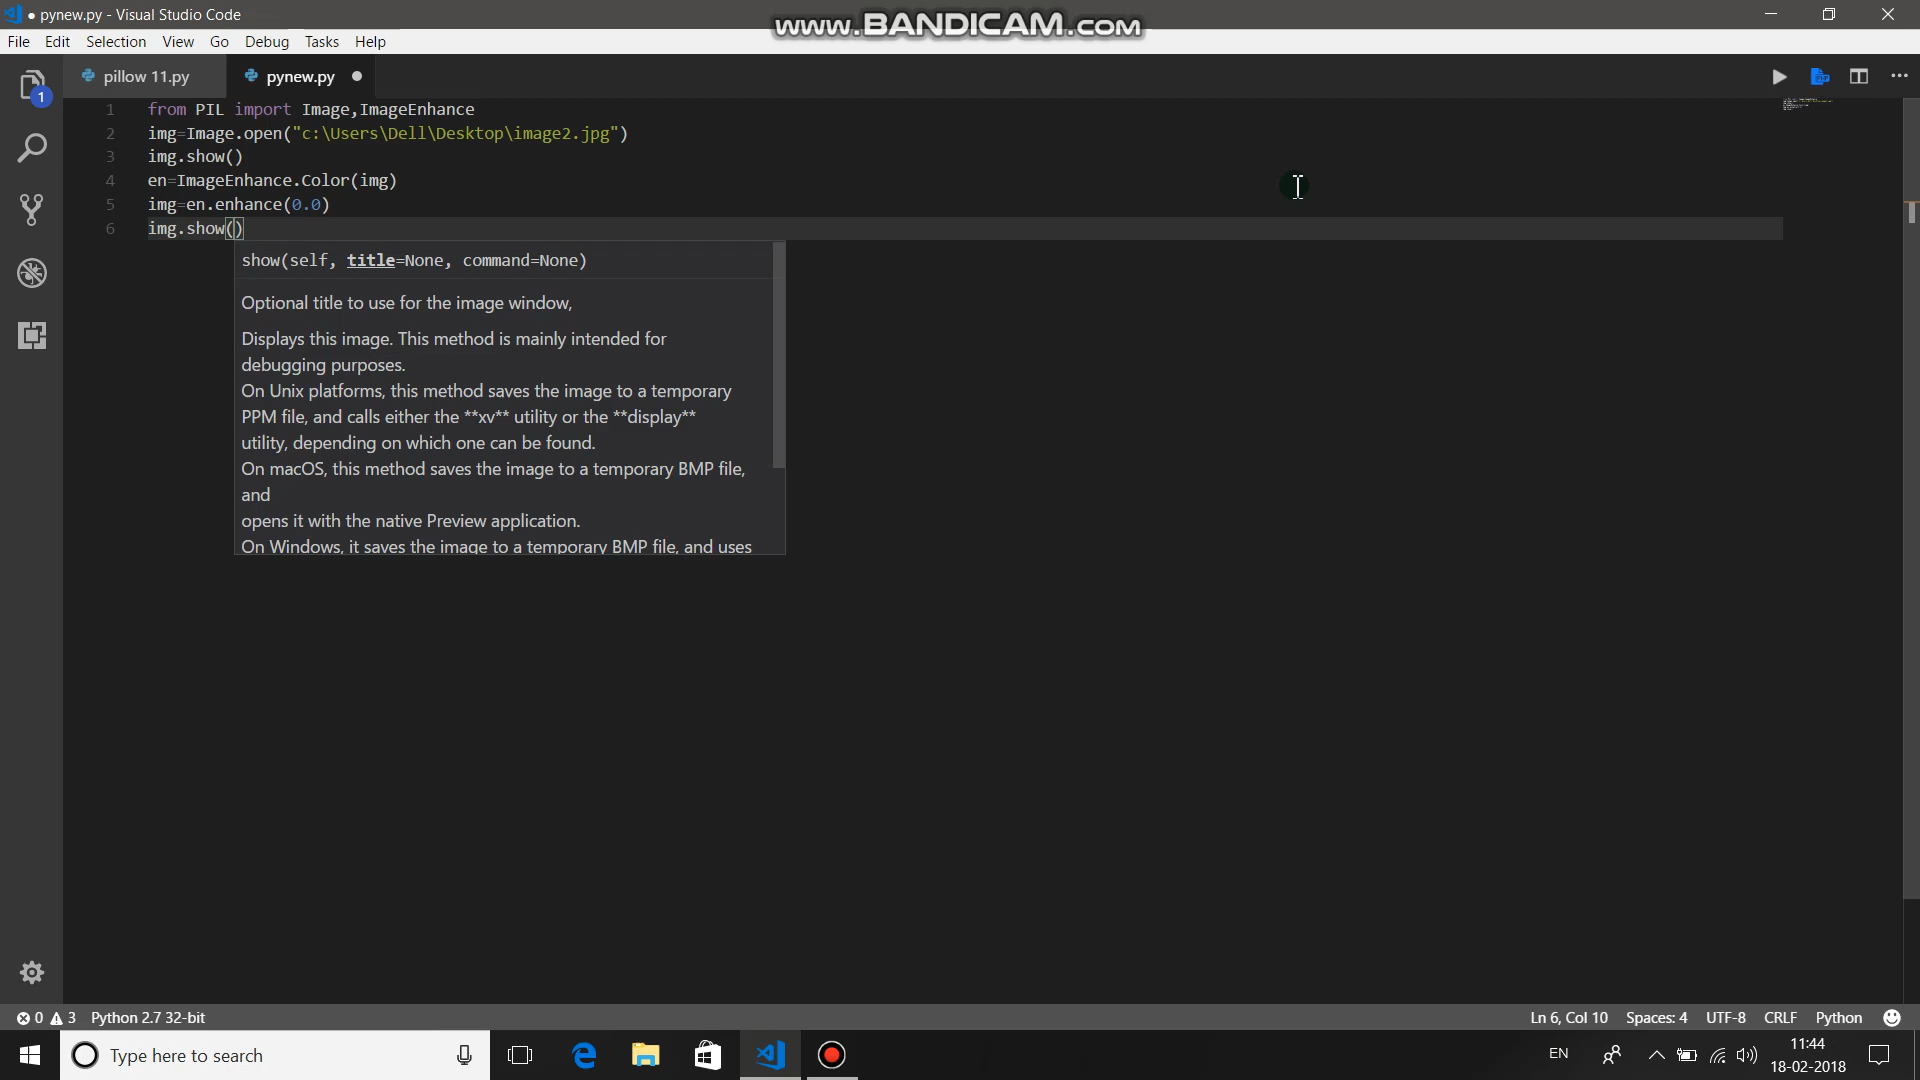 pynew.py - Visual Studio Code
www.BANDICAM.com
File Edit Selection View Go Debug Tasks Help
1
pillow 11.py
pynew.py
1 from PIL import Image,ImageEnhance
2 img=Image.open("c:\Users\Dell\Desktop\image2.jpg")
3 img.show()
4 en=ImageEnhance.Color(img)
5 img=en.enhance(0.0)
6 img.show()
show(self, title=None, command=None)
Optional title to use for the image window,
Displays this image. This method is mainly intended for
debugging purposes.
On Unix platforms, this method saves the image to a temporary
PPM file, and calls either the **xv** utility or the **display**
utility, depending on which one can be found.
On macOS, this method saves the image to a temporary BMP file,
and
opens it with the native Preview application.
On Windows, it saves the image to a temporary BMP file, and uses
0 3 Python 2.7 32-bit
Ln 6, Col 10 Spaces: 4 UTF-8 CRLF Python
Type here to search
EN
11:44
18-02-2018